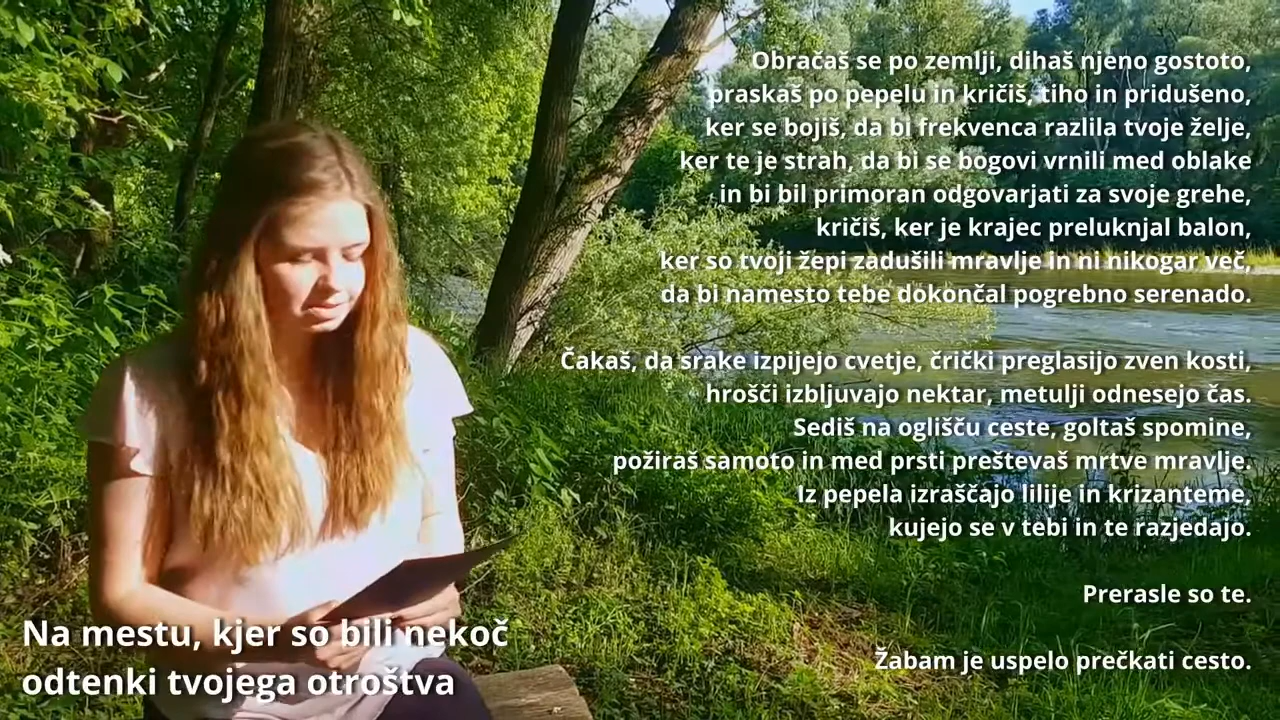 Obračaš se po zemlji, dihaš njeno gostoto,
praskaš po pepelu in kričiš, tiho in pridušeno,
ker se bojiš, da bi frekvenca razlila tvoje želje,
ker te je strah, da bi se bogovi vrnili med oblake
in bi bil primoran odgovarjati za svoje grehe,
kričiš, ker je krajec preluknjal balon,
ker so tvoji žepi zadušili mravlje in ni nikogar več,
da bi namesto tebe dokončal pogrebno serenado.
Čakaš, da srake izpijejo cvetje, črički preglasijo zven kosti,
hrošči izbljuvajo nektar, metulji odnesejo čas.
Sediš na oglišču ceste, goltaš spomine,
požiraš samoto in med prsti preštevaš mrtve mravlje.
Iz pepela izraščajo lilije in krizanteme,
kujejo se v tebi in te razjedajo.
Prerasle so te.
Žabam je uspelo prečkati cesto.
Na mestu, kjer so bili nekoč
odtenki tvojega otroštva